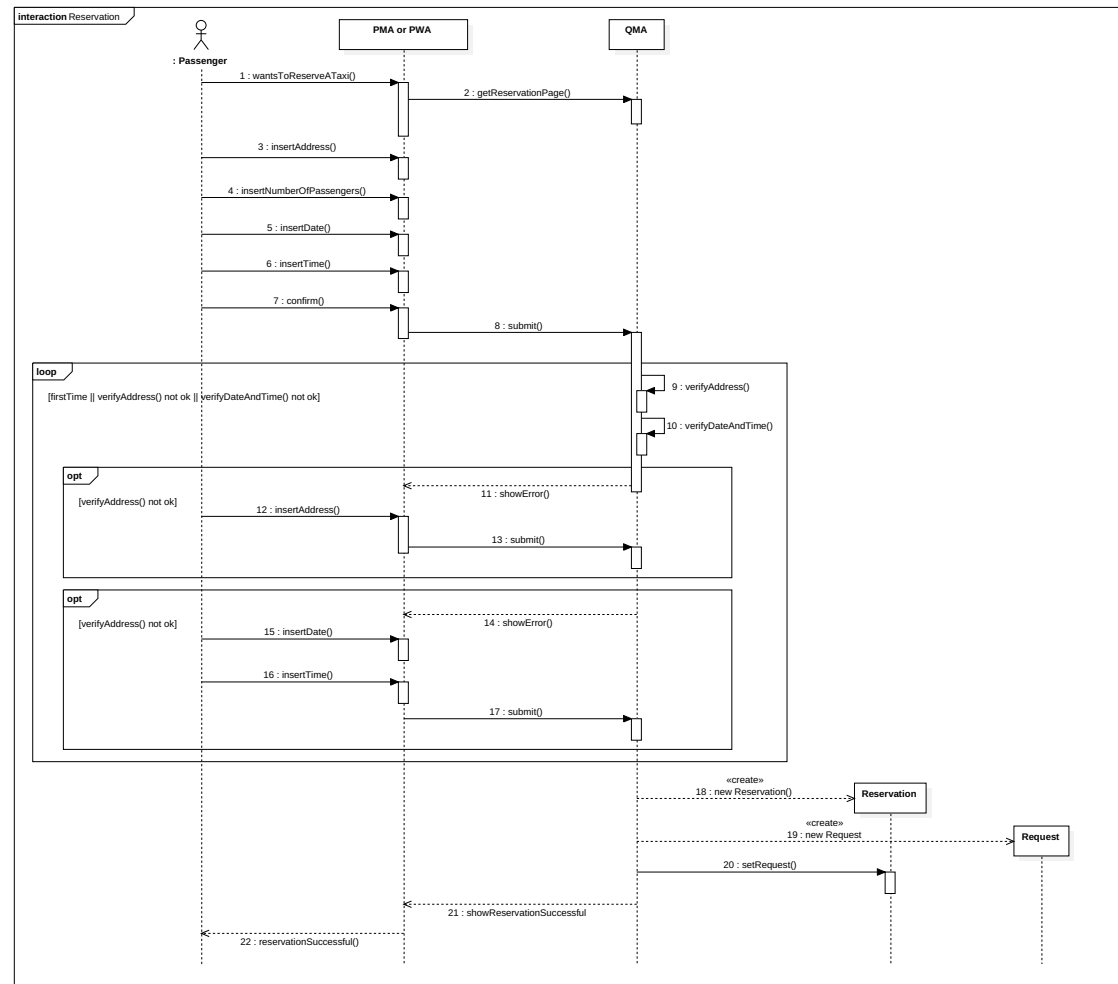 interaction Reservation
PMA or PWA
QMA
: Passenger
1 : wantsToReserveATaxi()
2 : getReservationPage()
3 : insertAddress()
4 : insertNumberOfPassengers()
5 : insertDate()
6 : insertTime()
7 : confirm()
8 : submit()
loop
[firstTime || verifyAddress() not ok || verifyDateAndTime() not ok]
9 : verifyAddress()
10 : verifyDateAndTime()
opt
[verifyAddress() not ok]
11 : showError()
12 : insertAddress()
13 : submit()
opt
[verifyAddress() not ok]
14 : showError()
15 : insertDate()
16 : insertTime()
17 : submit()
«create»
18 : new Reservation()
Reservation
«create»
19 : new Request
Request
20 : setRequest()
21 : showReservationSuccessful
22 : reservationSuccessful()